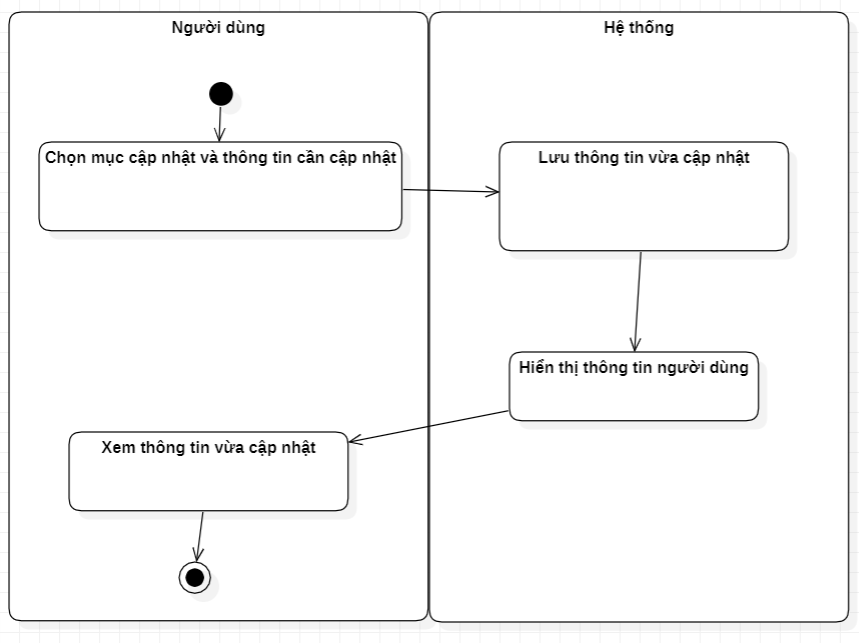 Người dùng
Hệ thống
Chọn mục cập nhật và thông tin cần cập nhật
Lưu thông tin vừa cập nhật
Hiển thị thông tin người dùng
Xem thông tin vừa cập nhật